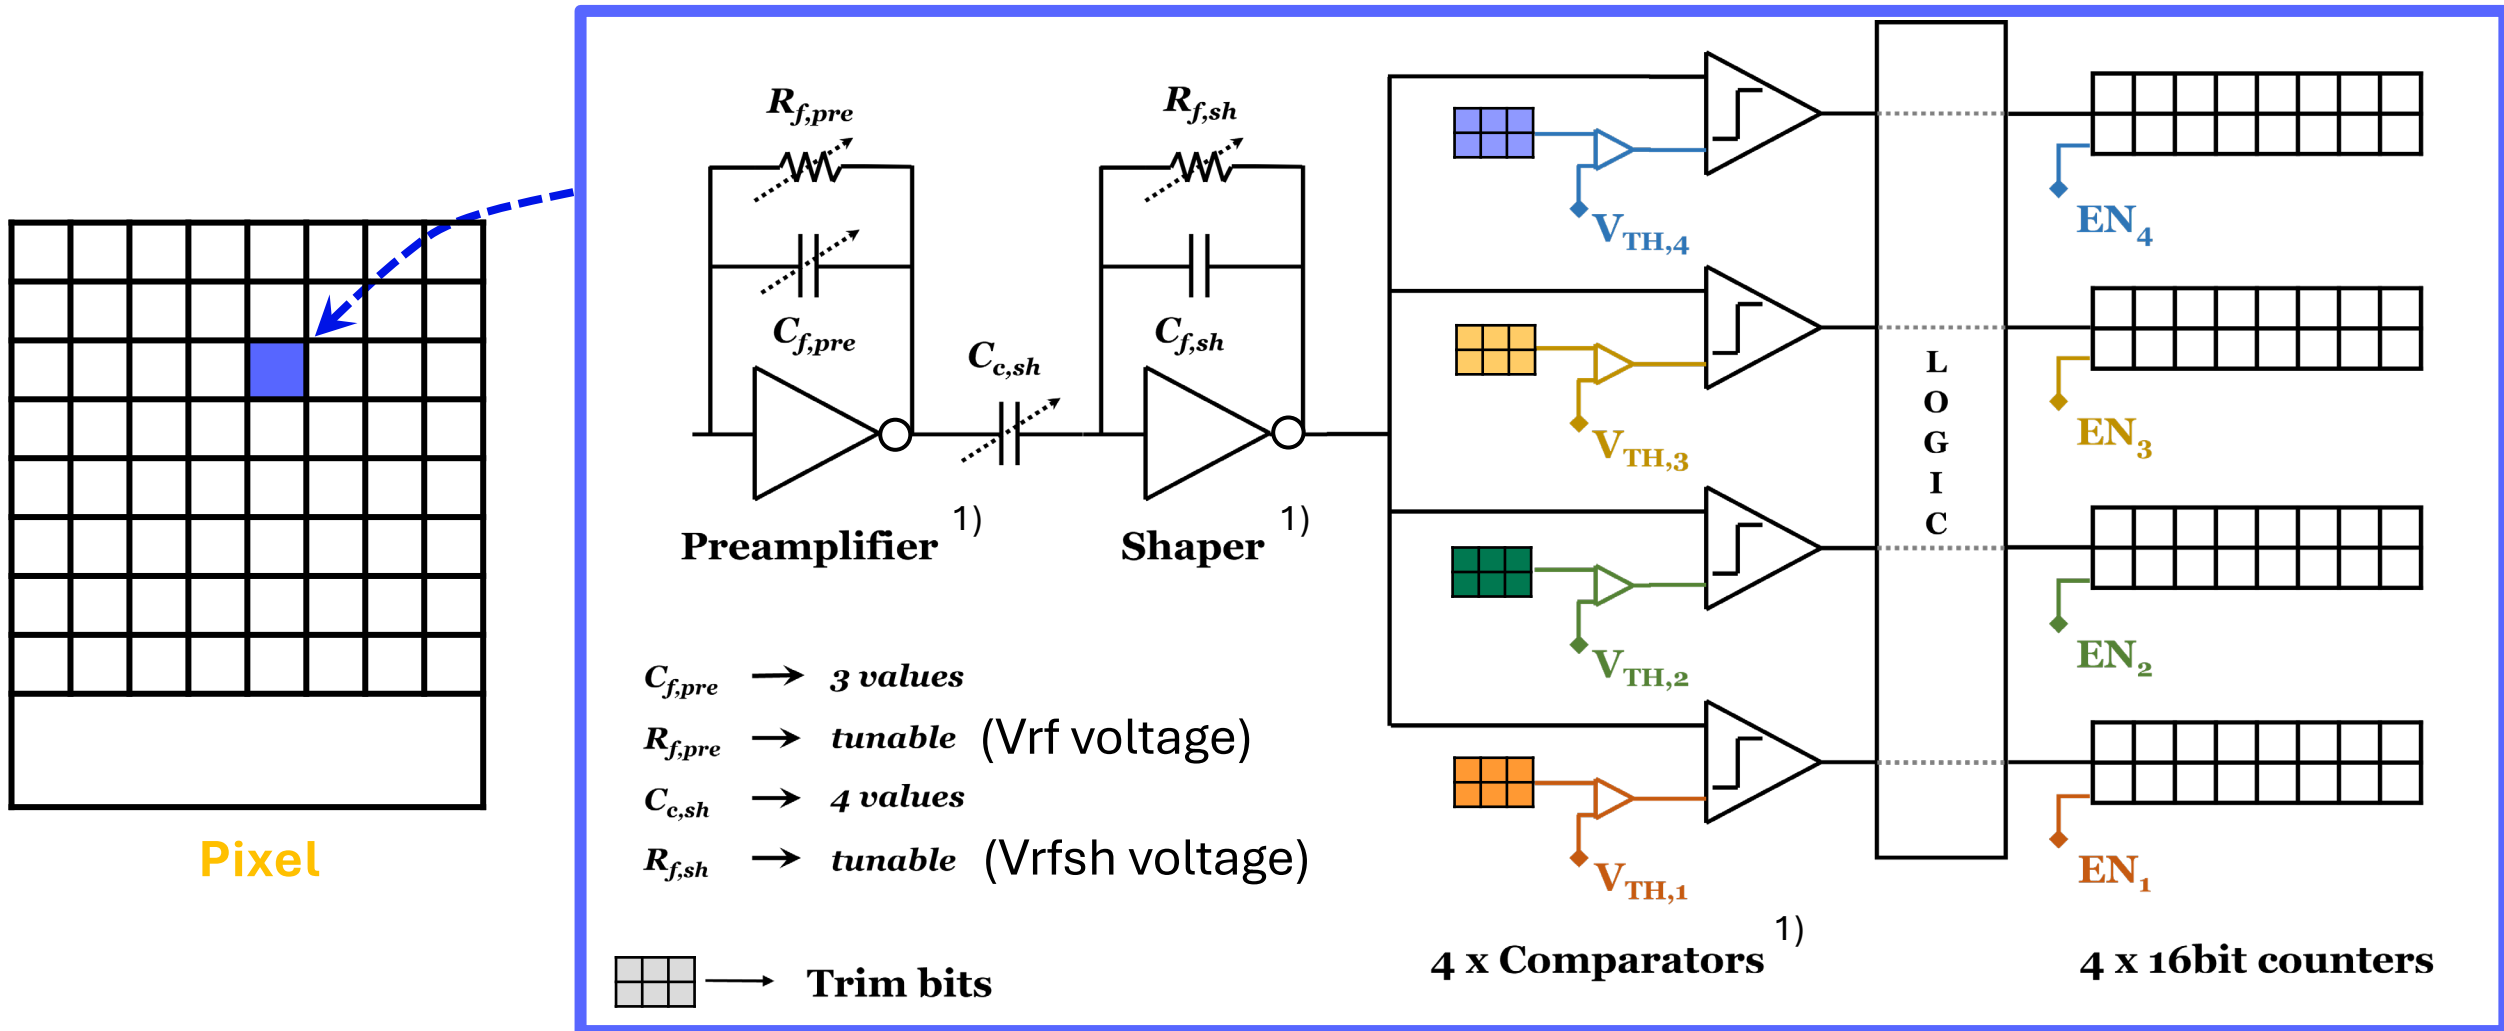 R_f,pre
R_f,sh
C_f,pre
C_f,sh
C_c,sh
Preamplifier 1)
Shaper 1)
C_f,pre → 3 values
R_f,pre → tunable (Vrf voltage)
C_c,sh → 4 values
R_f,sh → tunable (Vrfsh voltage)
Trim bits
Pixel
V_TH,4
V_TH,3
V_TH,2
V_TH,1
4 x Comparators 1)
L
O
G
I
C
EN_4
EN_3
EN_2
EN_1
4 x 16bit counters